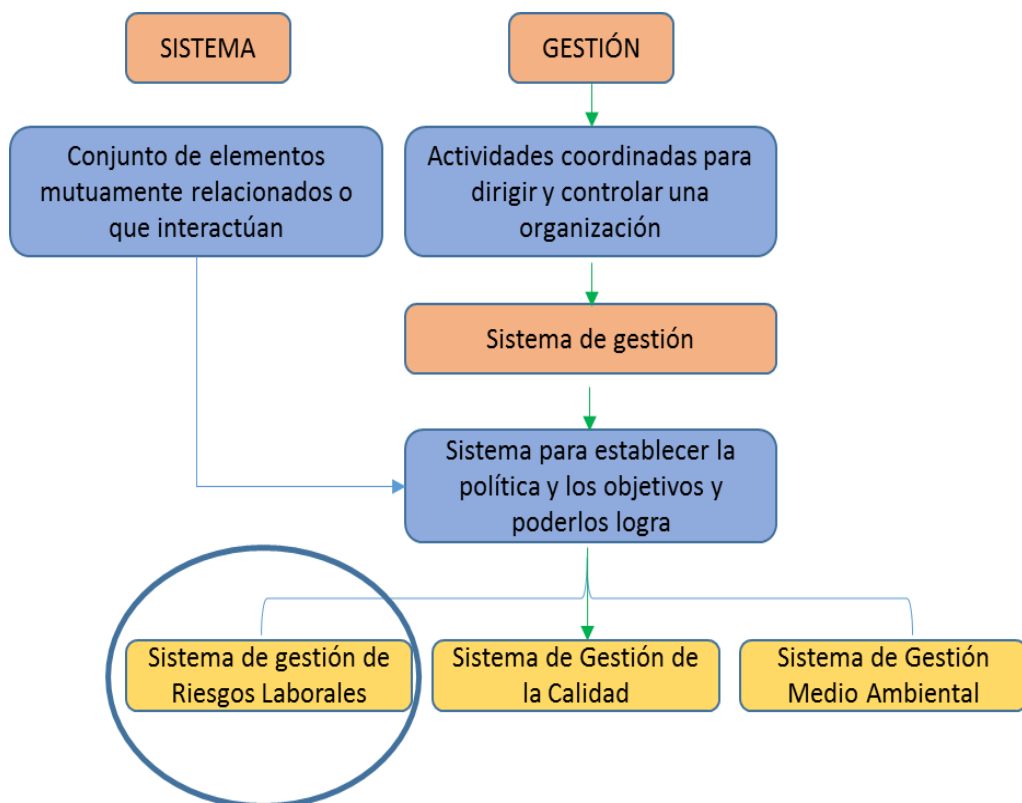 SISTEMA
GESTIÓN
Conjunto de elementos
mutuamente relacionados o
que interactúan
Actividades coordinadas para
dirigir y controlar una
organización
Sistema de gestión
Sistema para establecer la
política y los objetivos y
poderlos logra
Sistema de gestión de
Riesgos Laborales
Sistema de Gestión de
la Calidad
Sistema de Gestión
Medio Ambiental